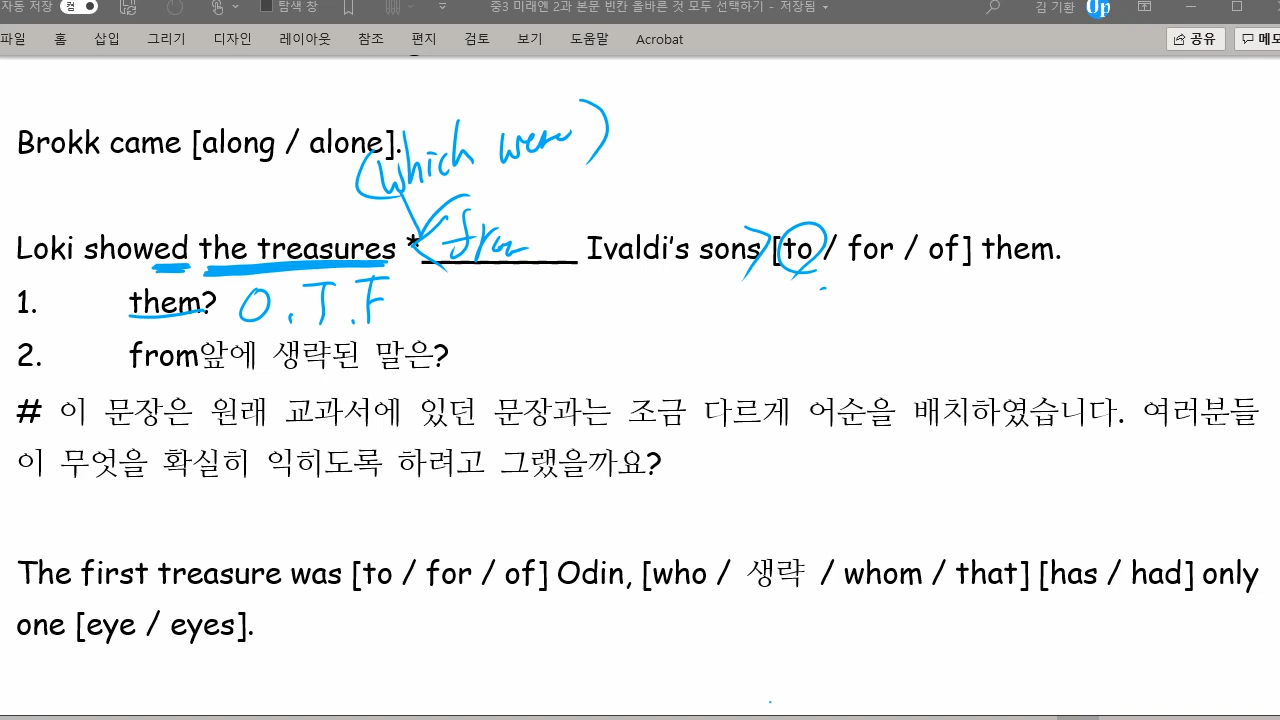 자동 저장 컴 탐색 창 중3 미래엔 2과 본문 빈칸 올바른 것 모두 선택하기 - 저장됨 김 기환
파일 홈 삽입 그리기 디자인 레이아웃 참조 편지 검토 보기 도움말 Acrobat 공유 메모
Brokk came [along / alone].
(which were)
Loki showed the treasures *__________ Ivaldi's sons [to / for / of] them.
1. them? O.T.F
2. from앞에 생략된 말은?
# 이 문장은 원래 교과서에 있던 문장과는 조금 다르게 어순을 배치하였습니다. 여러분들
이 무엇을 확실히 익히도록 하려고 그랬을까요?
The first treasure was [to / for / of] Odin, [who / 생략 / whom / that] [has / had] only
one [eye / eyes].